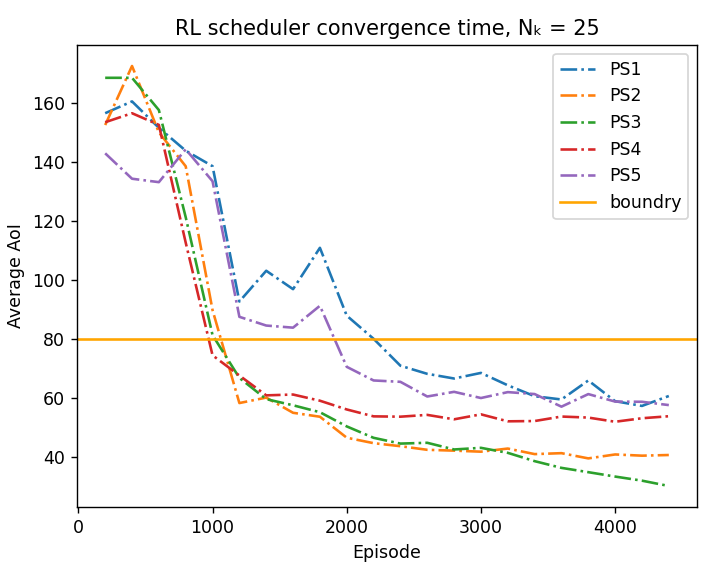 RL scheduler convergence time, Nₖ = 25
PS1
PS2
PS3
PS4
PS5
boundry
Average AoI
160
140
120
100
80
60
40
0 1000 2000 3000 4000
Episode